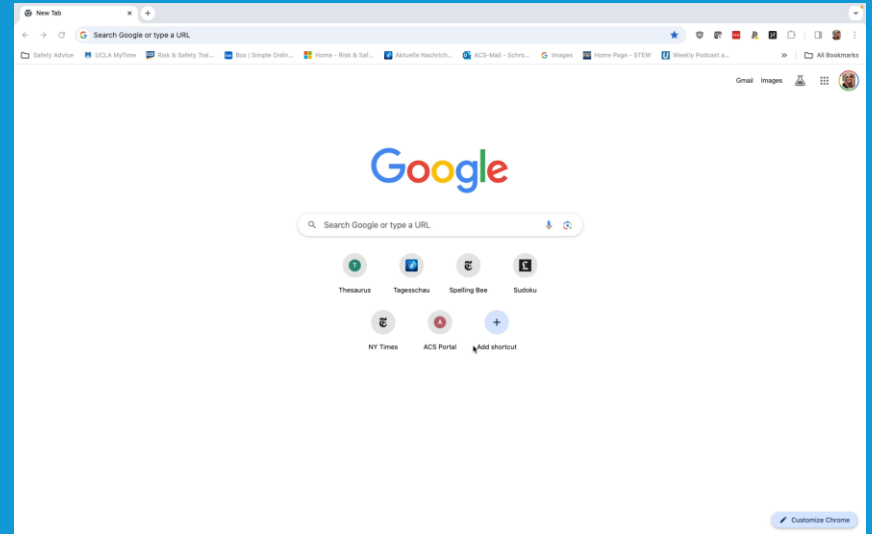 New Tab
Search Google or type a URL
Safety Advice UCLA MyTime Risk & Safety Trai... Box | Simple Onlin... Home – Risk & Saf... Aktuelle Nachrich... ACS-Mail - Schro... Images Home Page - STEW Weekly Podcast a... » All Bookmarks
Gmail Images
Google
Search Google or type a URL
Thesaurus Tagesschau Spelling Bee Sudoku
NY Times ACS Portal Add shortcut
Customize Chrome